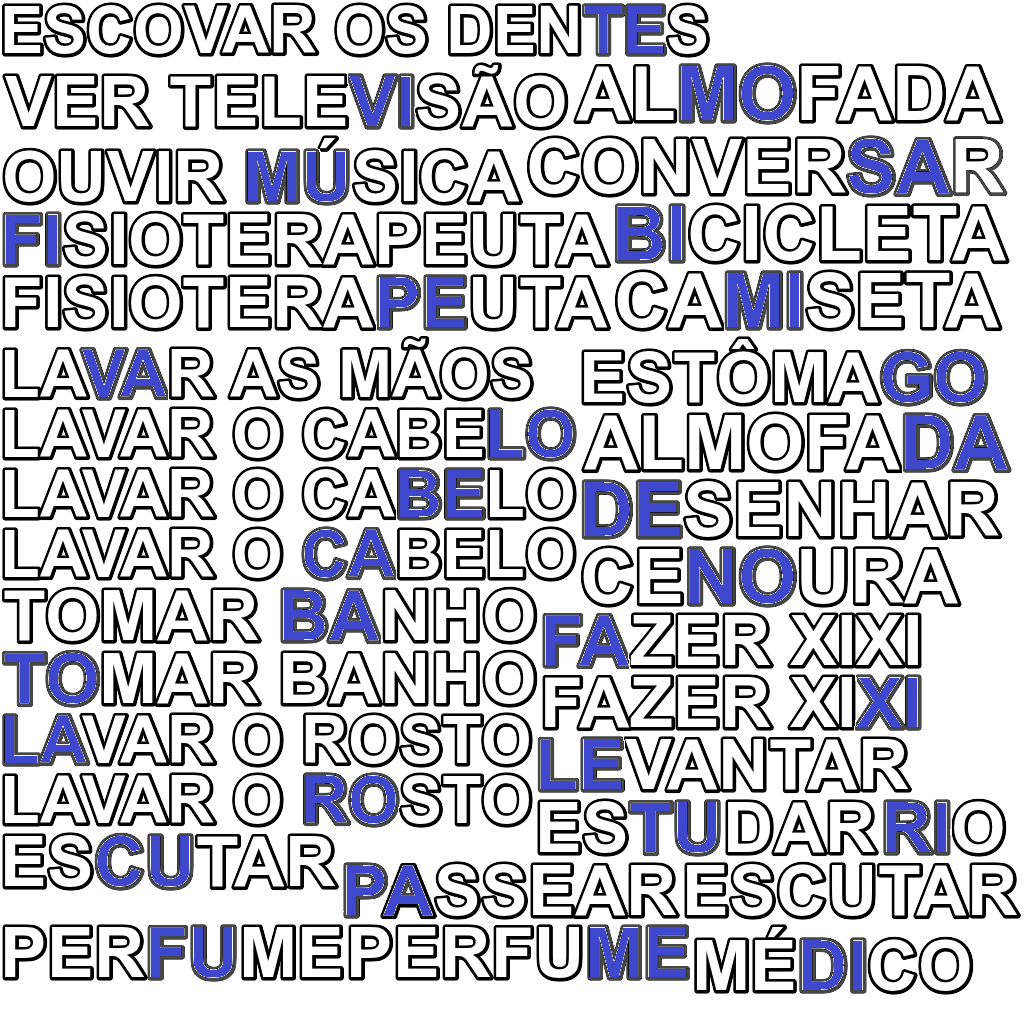 ESCOVAR OS DENTES
VER TELEVISÃO ALMOFADA
OUVIR MÚSICA CONVERSAR
FISIOTERAPEUTA BICICLETA
FISIOTERAPEUTA CAMISETA
LAVAR AS MÃOS ESTÔMAGO
LAVAR O CABELO ALMOFADA
LAVAR O CABELO DESENHAR
LAVAR O CABELO CENOURA
TOMAR BANHO FAZER XIXI
TOMAR BANHO FAZER XIXI
LAVAR O ROSTO LEVANTAR
LAVAR O ROSTO ESTUDAR RIO
ESCUTAR PASSEAR ESCUTAR
PERFUME PERFUME MÉDICO